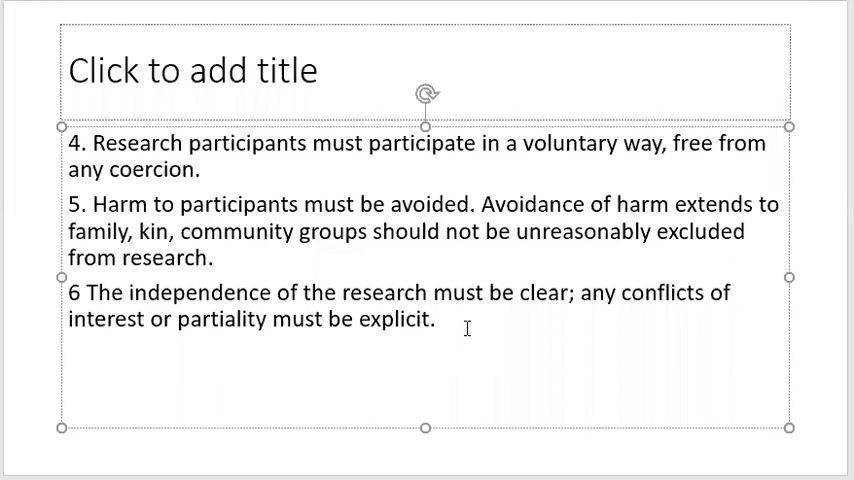 Click to add title
4. Research participants must participate in a voluntary way, free from
any coercion.
5. Harm to participants must be avoided. Avoidance of harm extends to
family, kin, community groups should not be unreasonably excluded
from research.
6 The independence of the research must be clear; any conflicts of
interest or partiality must be explicit.